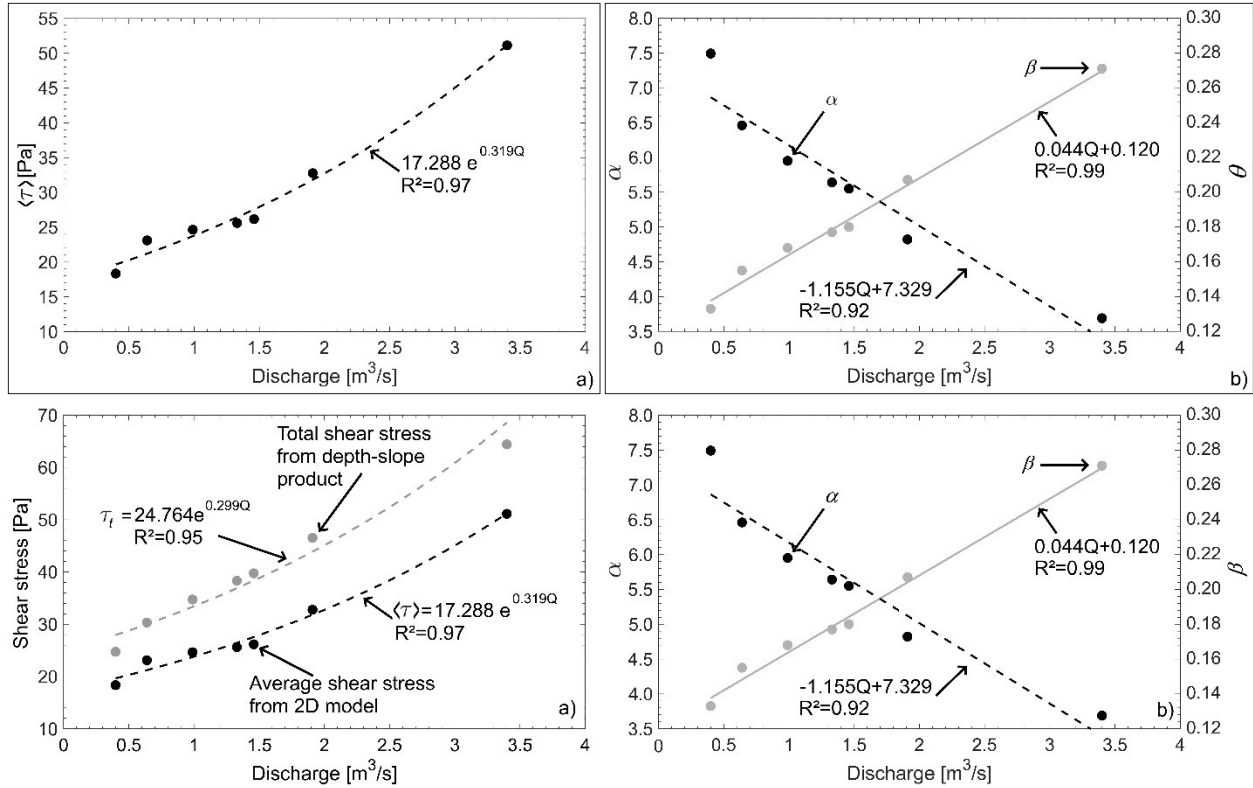 55
50
45
40
35
30
25
20
15
10
⟨τ⟩[Pa]
17.288 e^0.319Q
R²=0.97
0 0.5 1 1.5 2 2.5 3 3.5 4
Discharge [m³/s]
a)
8.0
7.5
7.0
6.5
6.0
5.5
5.0
4.5
4.0
3.5
α
α
β
0.044Q+0.120
R²=0.99
-1.155Q+7.329
R²=0.92
0.30
0.28
0.26
0.24
0.22
0.20
0.18
0.16
0.14
0.12
θ
0 0.5 1 1.5 2 2.5 3 3.5 4
Discharge [m³/s]
b)
70
60
50
40
30
20
10
Shear stress [Pa]
Total shear stress
from depth-slope
product
τₜ =24.764e^0.299Q
R²=0.95
⟨τ⟩=17.288 e^0.319Q
R²=0.97
Average shear stress
from 2D model
0 0.5 1 1.5 2 2.5 3 3.5 4
Discharge [m³/s]
a)
8.0
7.5
7.0
6.5
6.0
5.5
5.0
4.5
4.0
3.5
α
α
β
0.044Q+0.120
R²=0.99
-1.155Q+7.329
R²=0.92
0.30
0.28
0.26
0.24
0.22
0.20
0.18
0.16
0.14
0.12
β
0 0.5 1 1.5 2 2.5 3 3.5 4
Discharge [m³/s]
b)